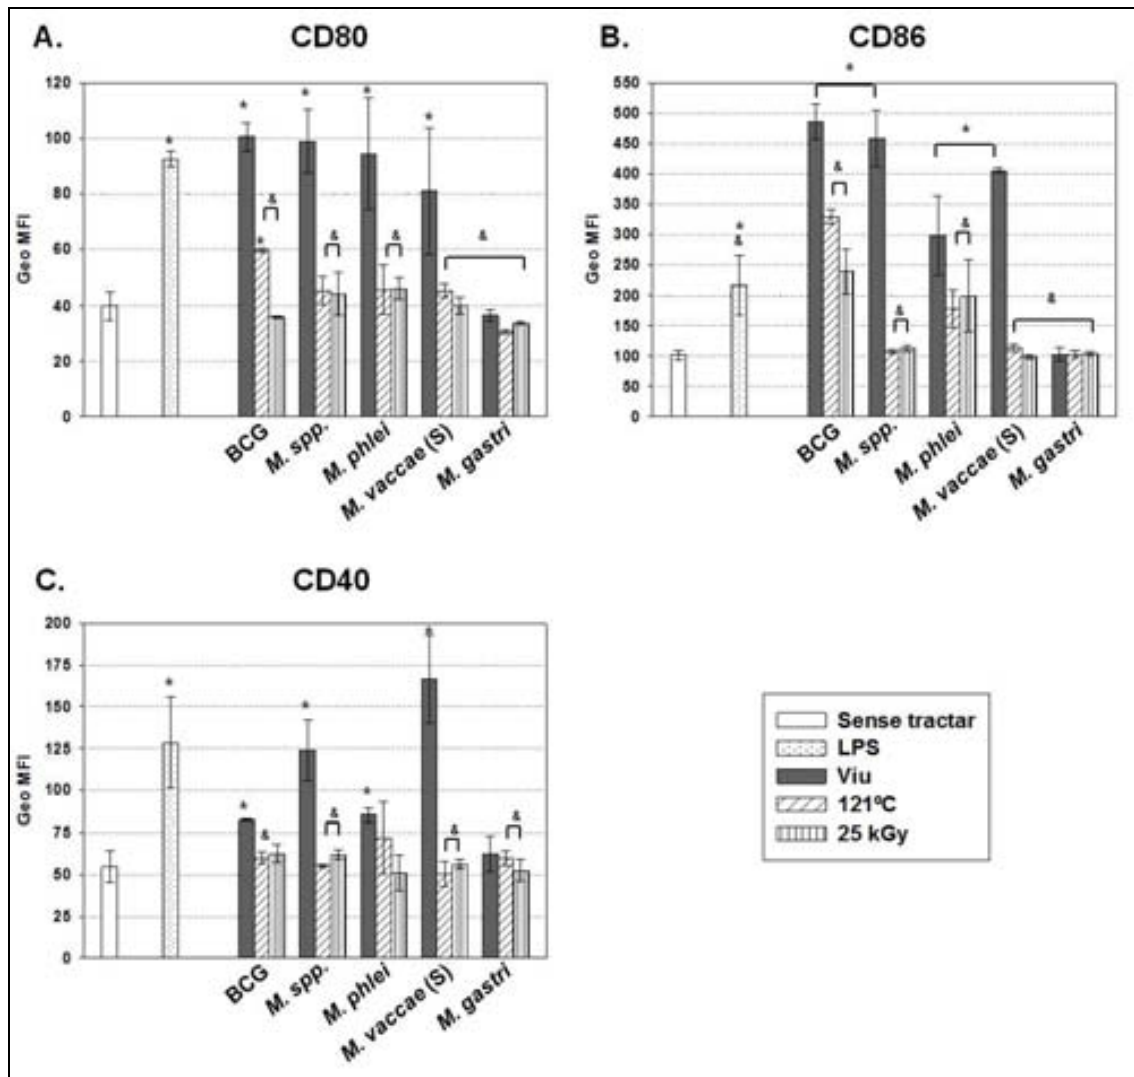 A. CD80
Geo MFI
120
100
80
60
40
20
0
*
*
*
*
*
*
&
&
&
&
BCG
M. spp.
M. phlei
M. vaccae (S)
M. gastri
B. CD86
Geo MFI
550
500
450
400
350
300
250
200
150
100
50
0
*
&
*
*
&
&
&
&
BCG
M. spp.
M. phlei
M. vaccae (S)
M. gastri
C. CD40
Geo MFI
200
175
150
125
100
75
50
25
0
*
*
&
*
&
*
&
&
&
BCG
M. spp.
M. phlei
M. vaccae (S)
M. gastri
Sense tractar
LPS
Viu
121ºC
25 kGy